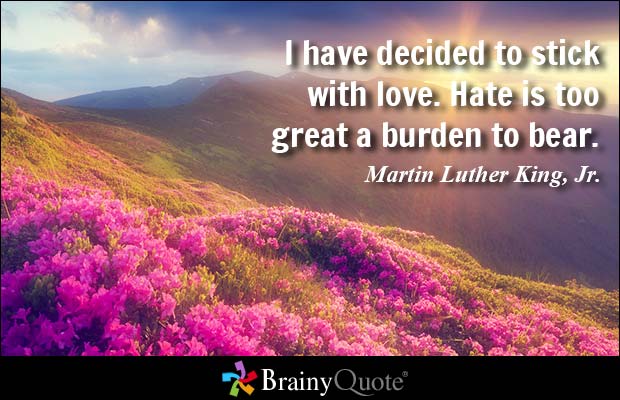 I have decided to stick
with love. Hate is too
great a burden to bear.
Martin Luther King, Jr.
BrainyQuote®